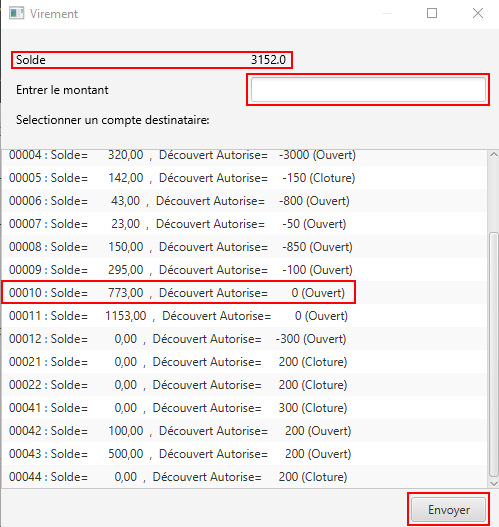 Virement
Solde 3152.0
Entrer le montant
Selectionner un compte destinataire:
00004 : Solde= 320,00 , Découvert Autorise= -3000 (Ouvert)
00005 : Solde= 142,00 , Découvert Autorise= -150 (Cloture)
00006 : Solde= 43,00 , Découvert Autorise= -800 (Ouvert)
00007 : Solde= 23,00 , Découvert Autorise= -50 (Ouvert)
00008 : Solde= 150,00 , Découvert Autorise= -850 (Ouvert)
00009 : Solde= 295,00 , Découvert Autorise= -100 (Ouvert)
00010 : Solde= 773,00 , Découvert Autorise= 0 (Ouvert)
00011 : Solde= 1153,00 , Découvert Autorise= 0 (Ouvert)
00012 : Solde= 0,00 , Découvert Autorise= -300 (Ouvert)
00021 : Solde= 0,00 , Découvert Autorise= 200 (Cloture)
00022 : Solde= 0,00 , Découvert Autorise= 200 (Cloture)
00041 : Solde= 0,00 , Découvert Autorise= 300 (Cloture)
00042 : Solde= 100,00 , Découvert Autorise= 200 (Ouvert)
00043 : Solde= 500,00 , Découvert Autorise= 200 (Ouvert)
00044 : Solde= 0,00 , Découvert Autorise= 200 (Cloture)
Envoyer